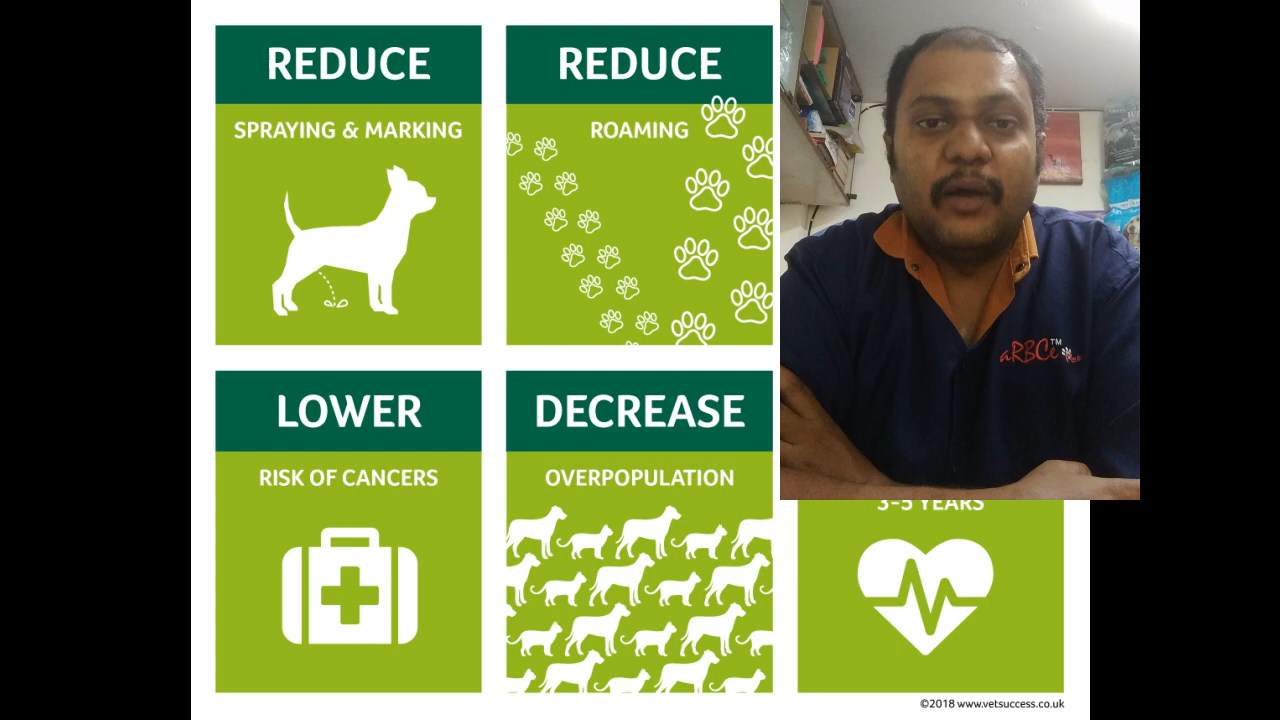 REDUCE
SPRAYING & MARKING
REDUCE
ROAMING
LOWER
RISK OF CANCERS
DECREASE
OVERPOPULATION
3-5 YEARS
aRBCe™
©2018 www.vetsuccess.co.uk